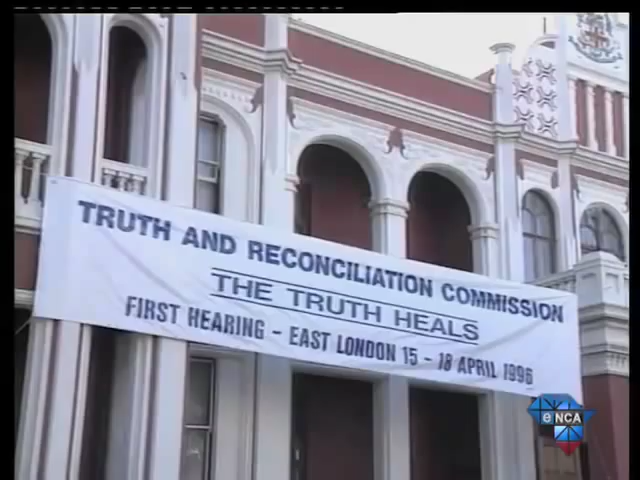 TRUTH AND RECONCILIATION COMMISSION
THE TRUTH HEALS
FIRST HEARING - EAST LONDON 15 - 18 APRIL 1996
eNCA